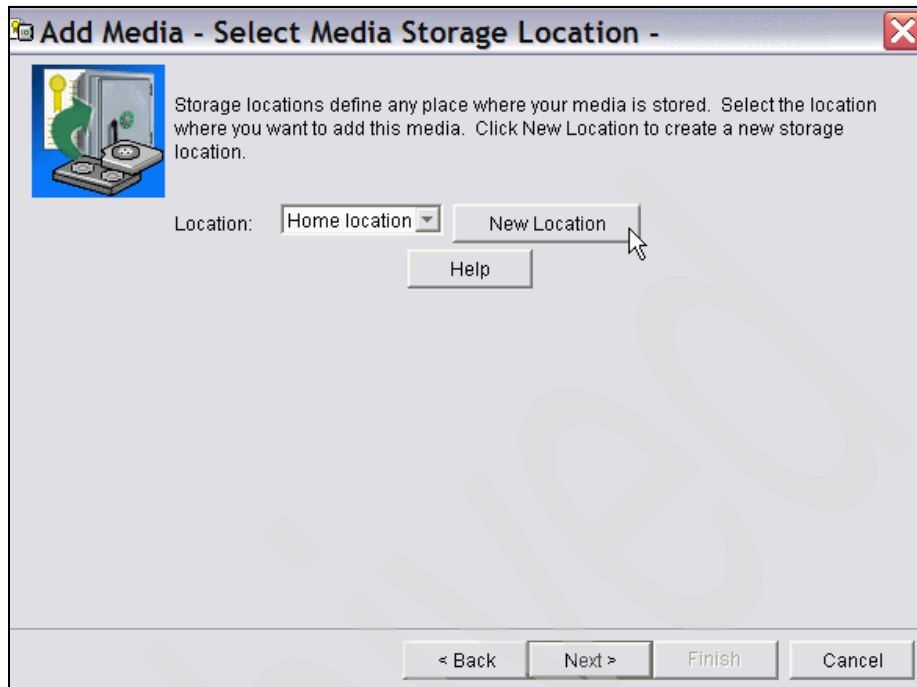 Add Media - Select Media Storage Location -
Storage locations define any place where your media is stored. Select the location
where you want to add this media. Click New Location to create a new storage
location.
Location: Home location New Location
Help
< Back Next > Finish Cancel